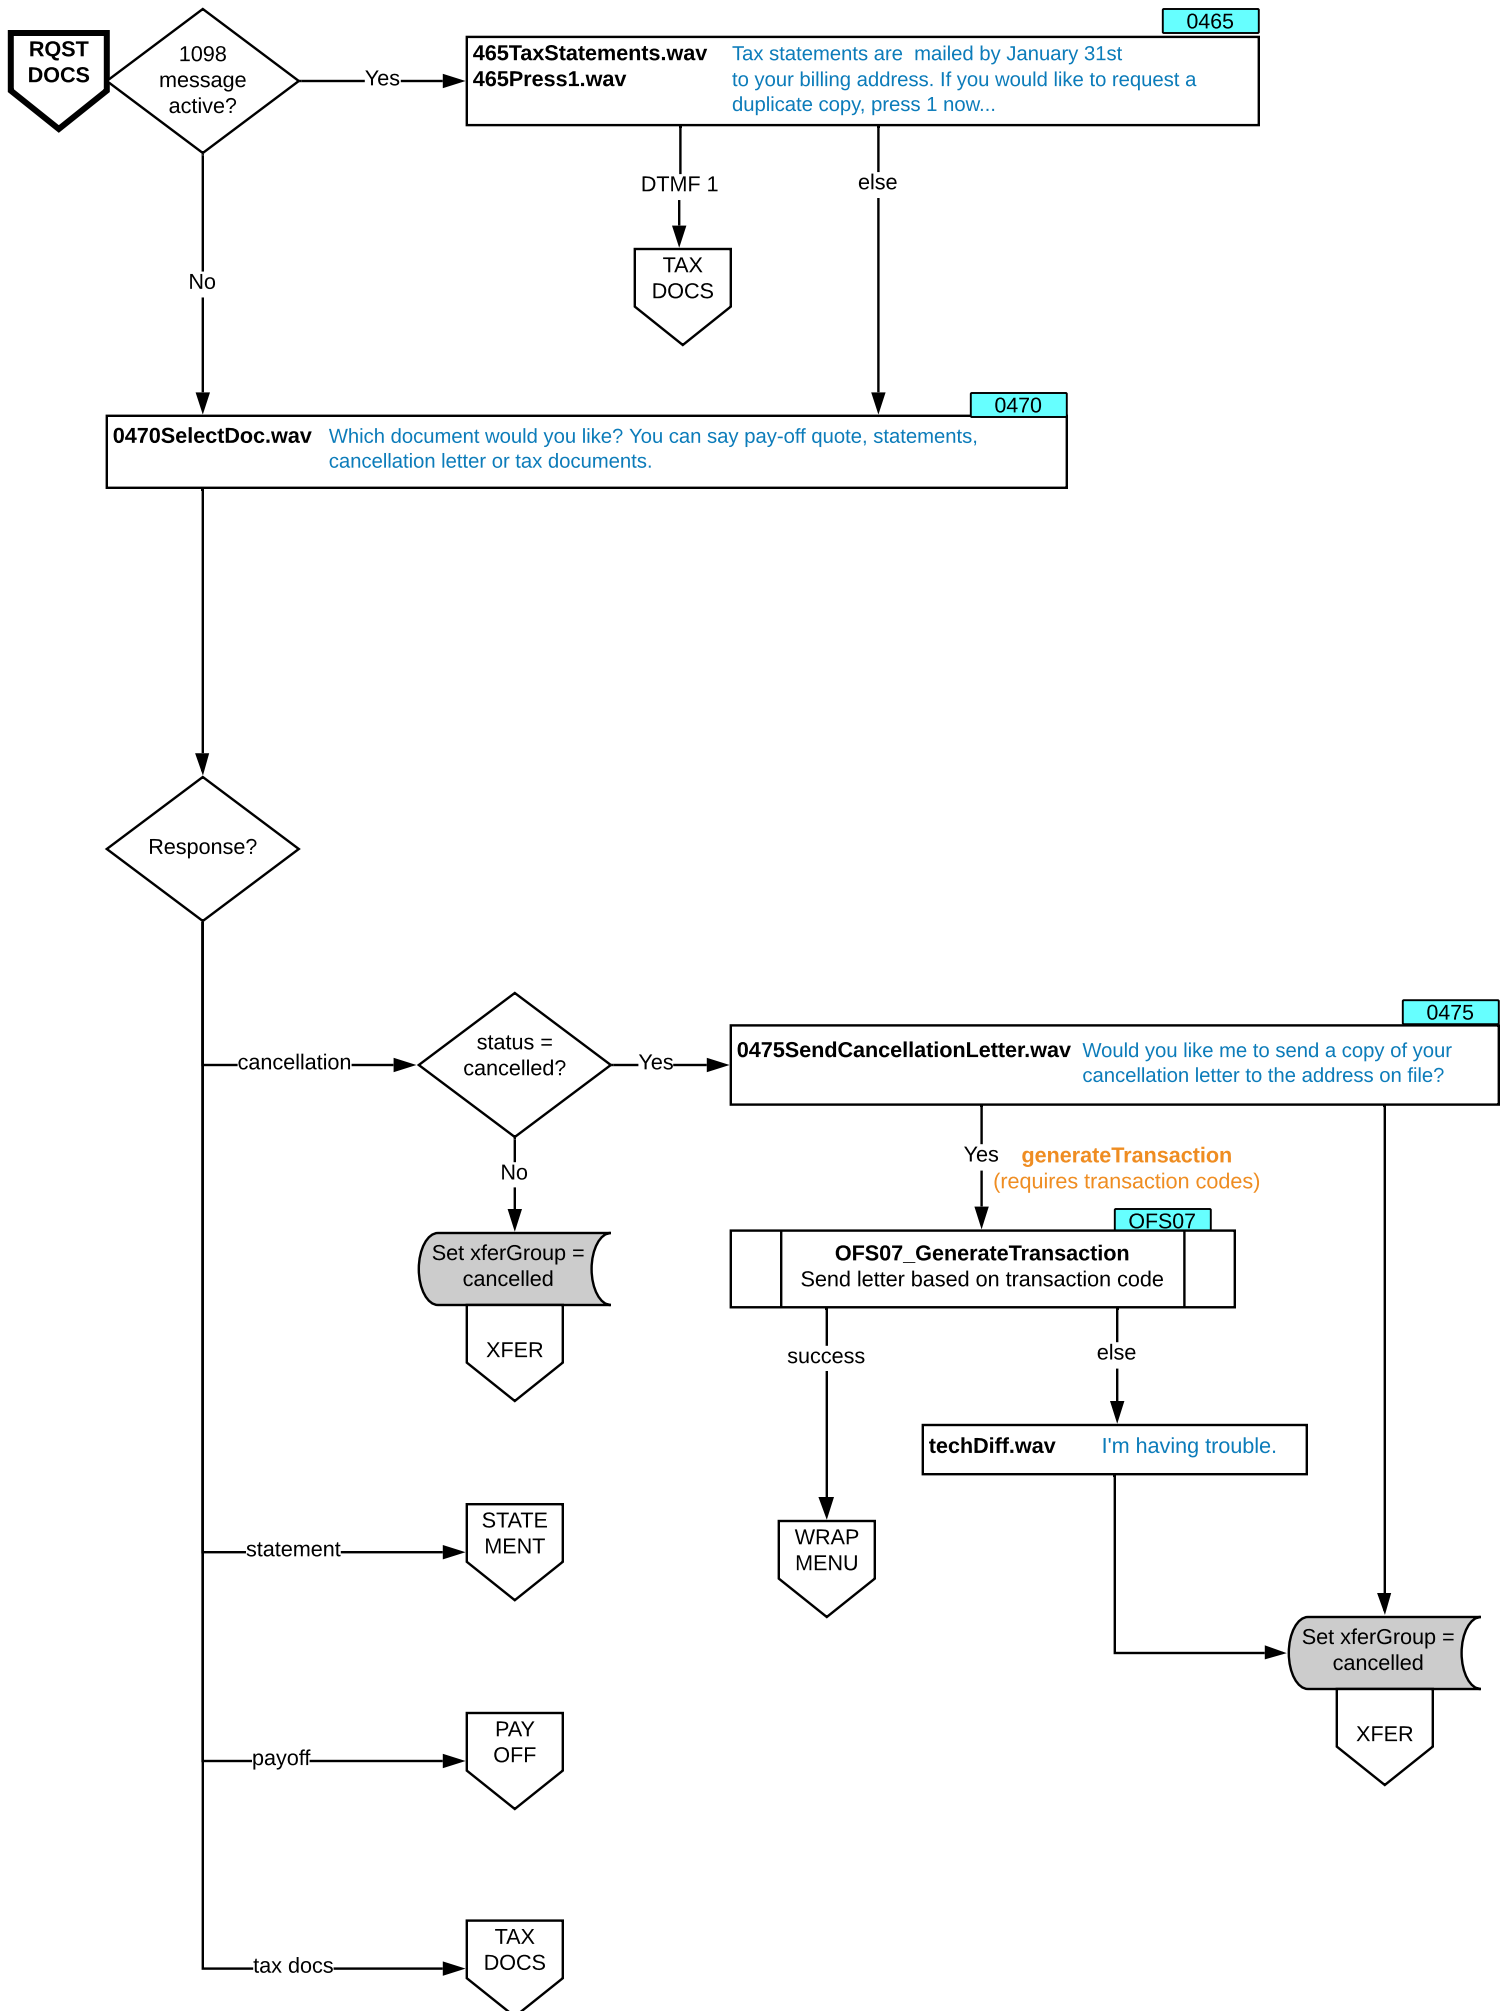 RQST
DOCS
1098
message
active?
Yes
0465
465TaxStatements.wav
465Press1.wav
Tax statements are  mailed by January 31st
to your billing address. If you would like to request a
duplicate copy, press 1 now...
DTMF 1
else
TAX
DOCS
No
0470
0470SelectDoc.wav
Which document would you like? You can say pay-off quote, statements,
cancellation letter or tax documents.
Response?
cancellation
status =
cancelled?
Yes
0475
0475SendCancellationLetter.wav
Would you like me to send a copy of your
cancellation letter to the address on file?
No
Set xferGroup =
cancelled
XFER
Yes
generateTransaction
(requires transaction codes)
OFS07
OFS07_GenerateTransaction
Send letter based on transaction code
success
else
techDiff.wav
I'm having trouble.
WRAP
MENU
Set xferGroup =
cancelled
XFER
statement
STATE
MENT
payoff
PAY
OFF
tax docs
TAX
DOCS